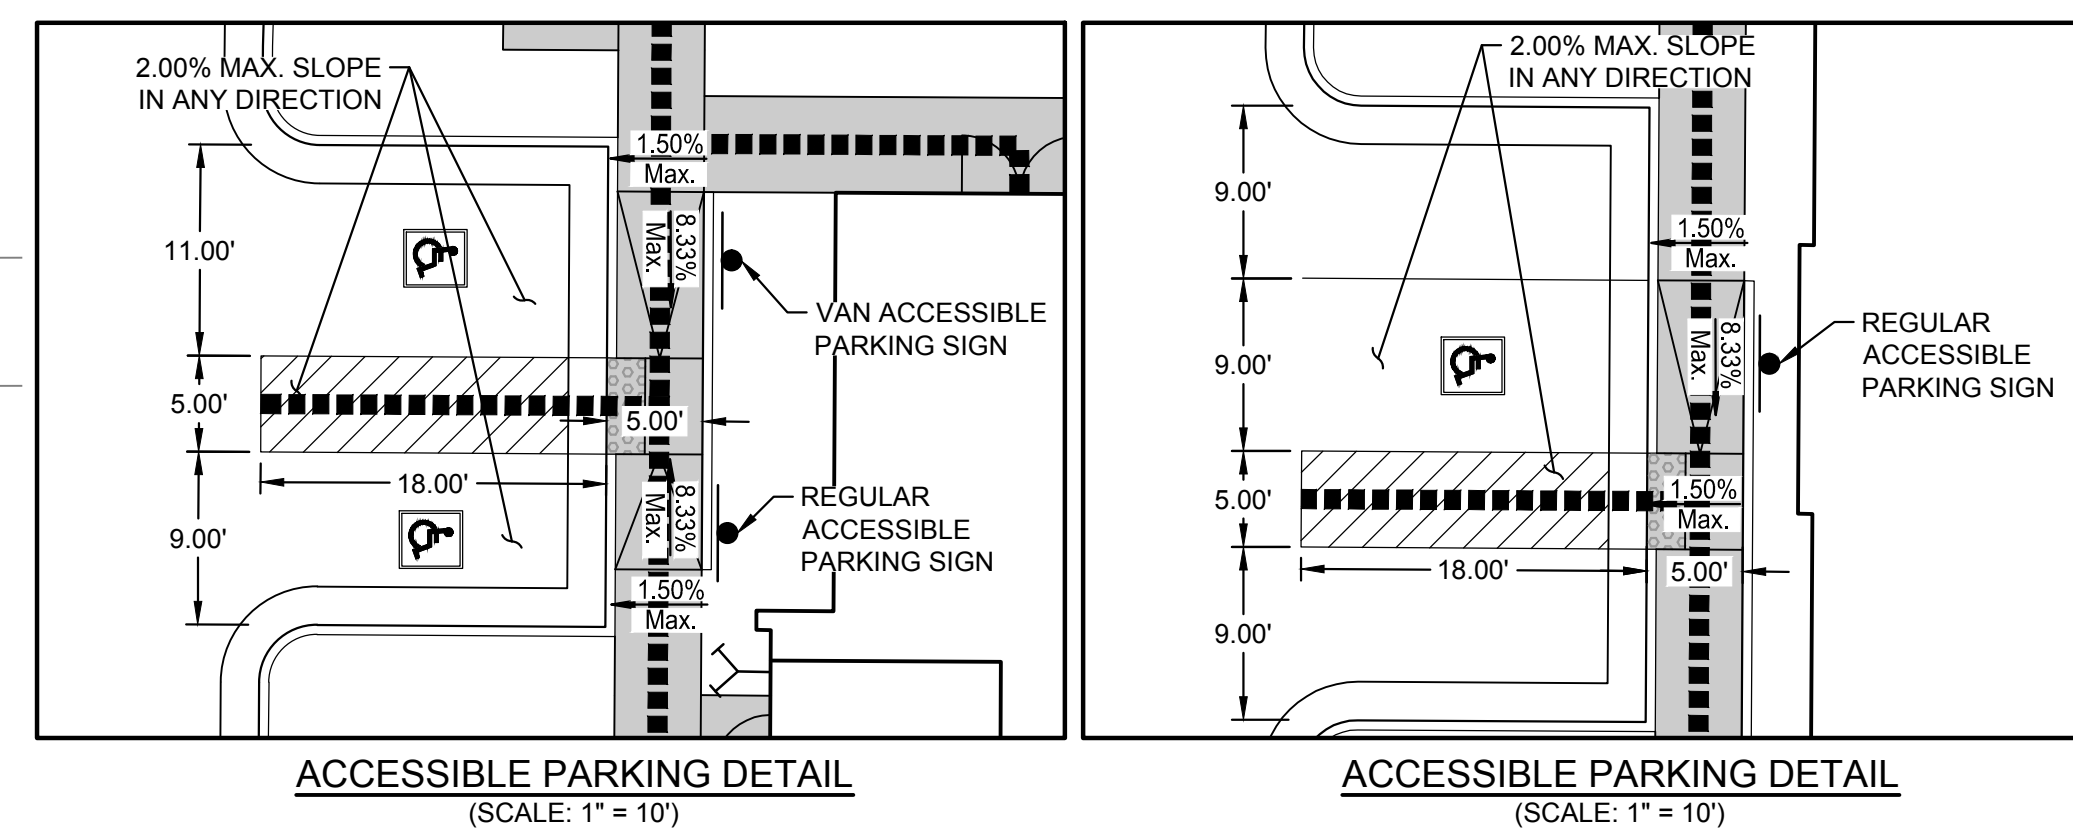 2.00% MAX. SLOPE
IN ANY DIRECTION
1.50%
Max.
11.00'
8.33%
Max.
VAN ACCESSIBLE
PARKING SIGN
5.00'
5.00'
18.00'
8.33%
Max.
REGULAR
ACCESSIBLE
PARKING SIGN
9.00'
1.50%
Max.
ACCESSIBLE PARKING DETAIL
(SCALE: 1" = 10')
2.00% MAX. SLOPE
IN ANY DIRECTION
9.00'
1.50%
Max.
9.00'
8.33%
Max.
REGULAR
ACCESSIBLE
PARKING SIGN
5.00'
1.50%
Max.
18.00'
5.00'
9.00'
ACCESSIBLE PARKING DETAIL
(SCALE: 1" = 10')